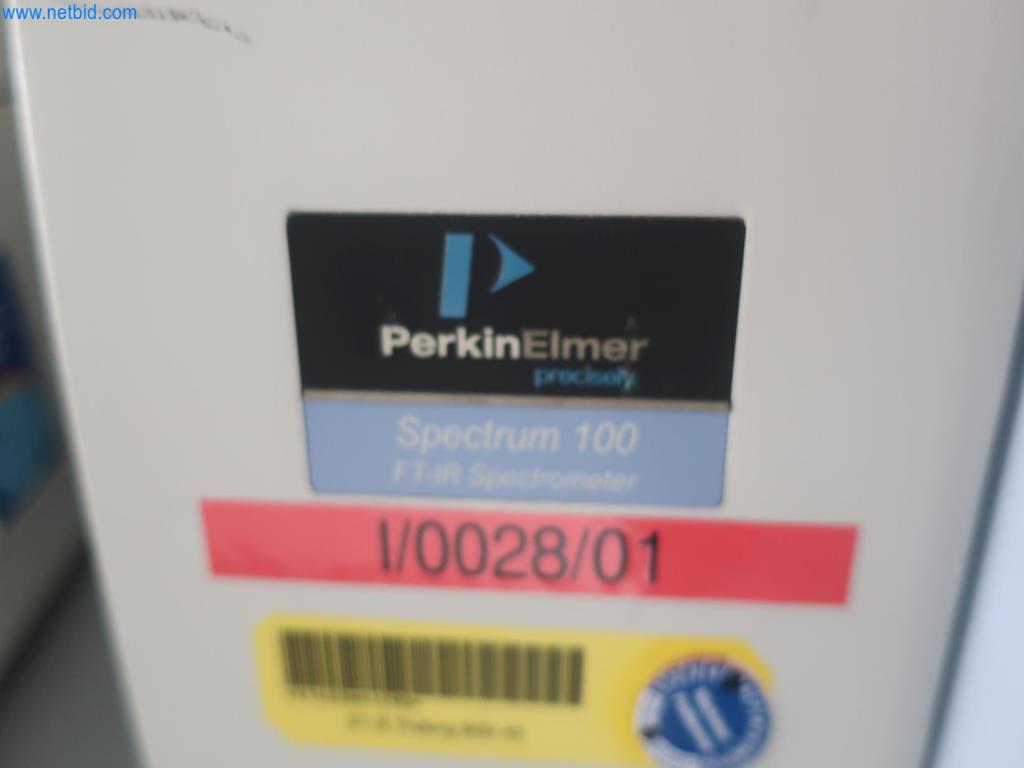 www.netbid.com
PerkinElmer
precisely.
Spectrum 100
FT-IR Spectrometer
I/0028/01